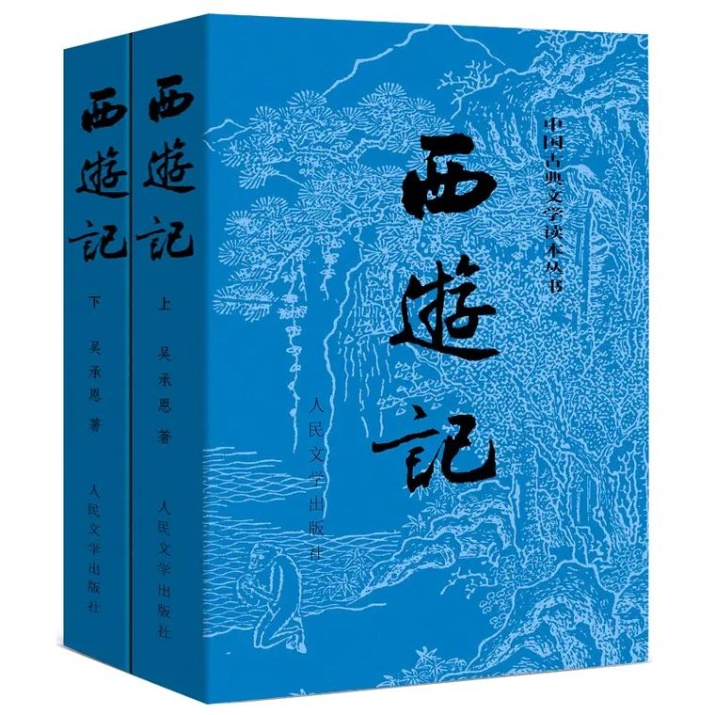 西遊記
下
吴承恩 著
人民文学出版社
西遊記
上
吴承恩 著
人民文学出版社
中国古典文学读本丛书
西遊記
人民文学出版社